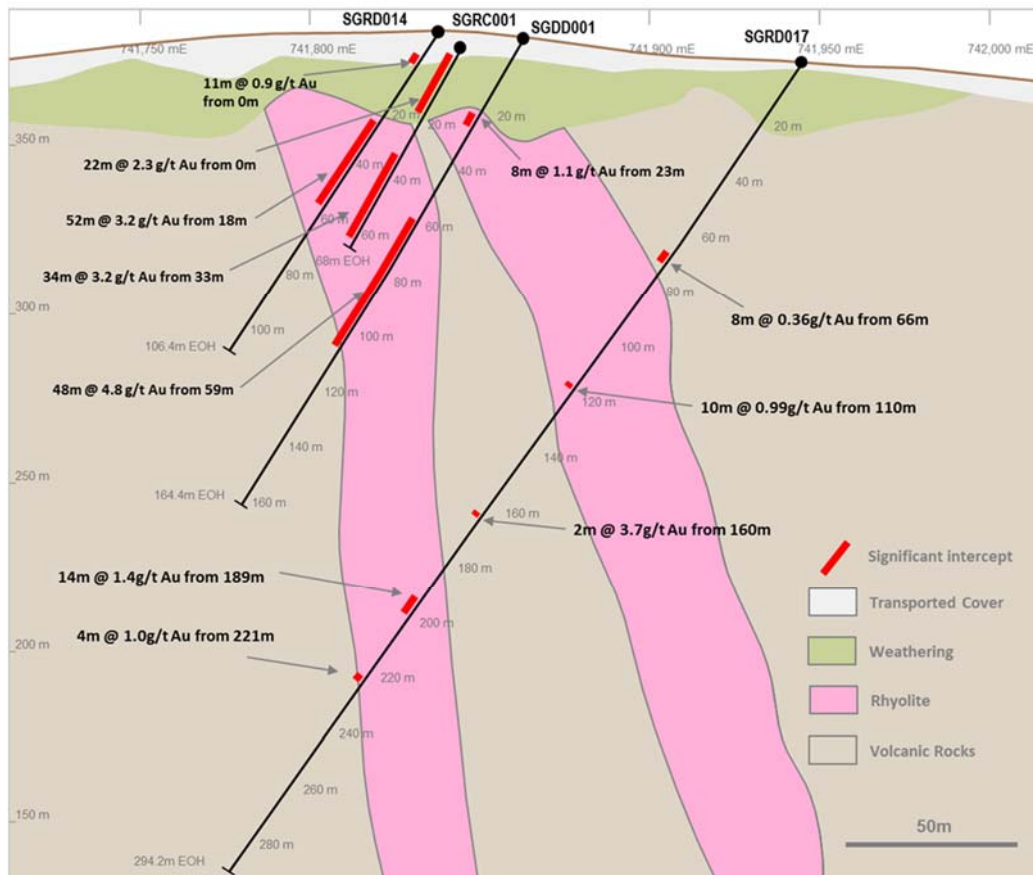 SGRD014
SGRC001
SGDD001
SGRD017
741,750 mE
741,800 mE
741,900 mE
741,950 mE
742,000 mE
11m @ 0.9 g/t Au
from 0m
22m @ 2.3 g/t Au from 0m
52m @ 3.2 g/t Au from 18m
34m @ 3.2 g/t Au from 33m
48m @ 4.8 g/t Au from 59m
8m @ 1.1 g/t Au from 23m
8m @ 0.36g/t Au from 66m
10m @ 0.99g/t Au from 110m
2m @ 3.7g/t Au from 160m
14m @ 1.4g/t Au from 189m
4m @ 1.0g/t Au from 221m
350 m
300 m
250 m
200 m
150 m
20 m
40 m
60 m
80 m
100 m
106.4m EOH
20 m
40 m
60 m
68m EOH
20 m
40 m
60 m
80 m
100 m
120 m
140 m
160 m
164.4m EOH
20 m
40 m
60 m
80 m
100 m
120 m
140 m
160 m
180 m
200 m
220 m
240 m
260 m
280 m
294.2m EOH
Significant intercept
Transported Cover
Weathering
Rhyolite
Volcanic Rocks
50m